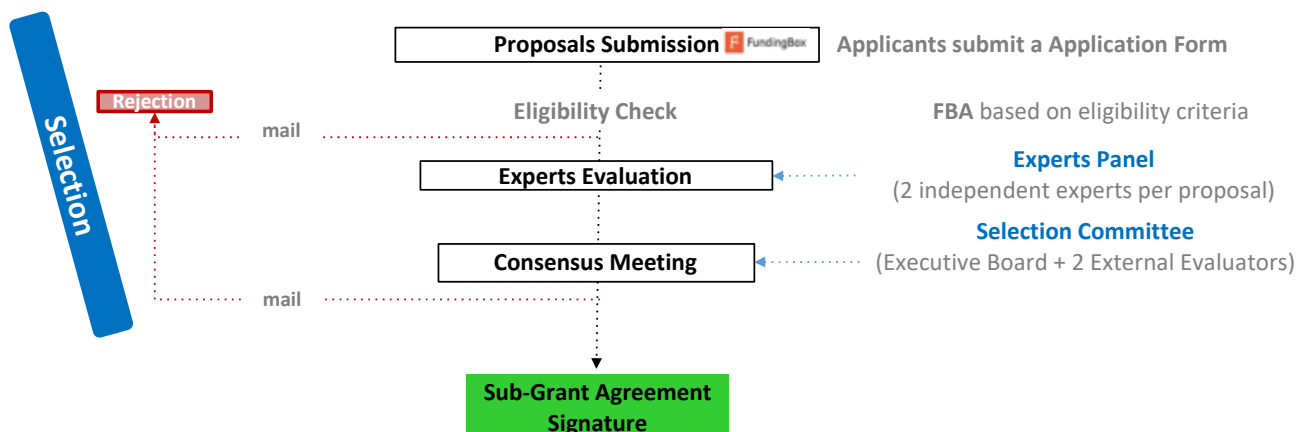 Proposals Submission FundingBox Applicants submit a Application Form
Selection
Rejection
Eligibility Check FBA based on eligibility criteria
mail
Experts Panel
Experts Evaluation
(2 independent experts per proposal)
Selection Committee
Consensus Meeting (Executive Board + 2 External Evaluators)
mail
Sub-Grant Agreement
Signature